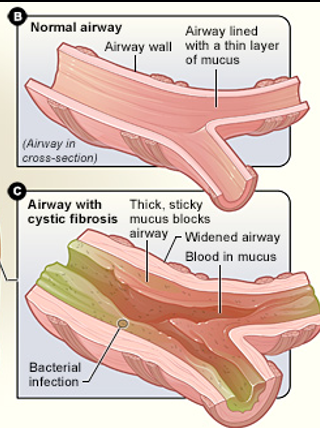 B
Normal airway
Airway wall
Airway lined
with a thin layer
of mucus
(Airway in
cross-section)
C
Airway with
cystic fibrosis
Thick, sticky
mucus blocks
airway
Widened airway
Blood in mucus
Bacterial
infection